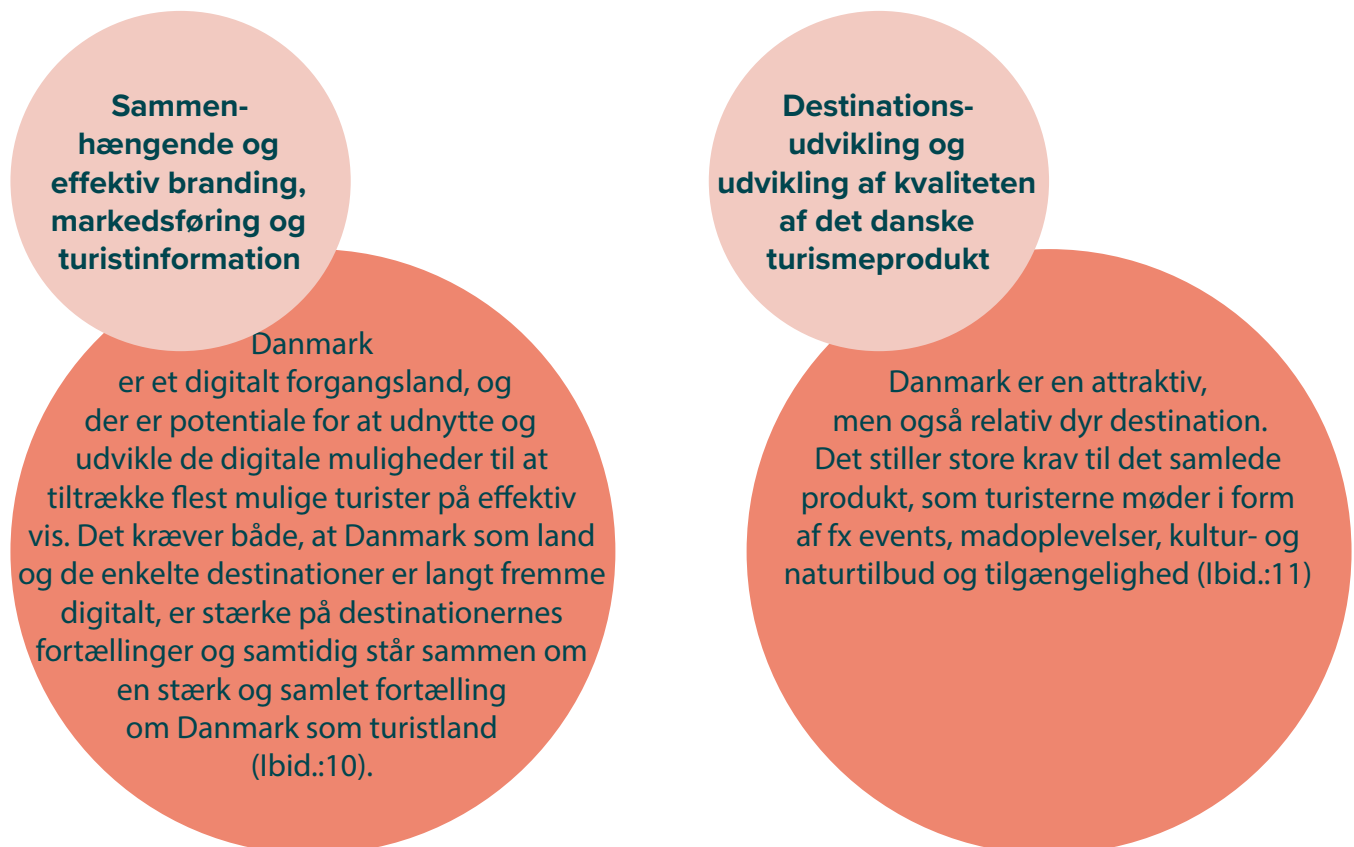 Sammen-
hængende og
effektiv branding,
markedsføring og
turistinformation
Danmark
er et digitalt forgangsland, og
der er potentiale for at udnytte og
udvikle de digitale muligheder til at
tiltrække flest mulige turister på effektiv
vis. Det kræver både, at Danmark som land
og de enkelte destinationer er langt fremme
digitalt, er stærke på destinationernes
fortællinger og samtidig står sammen om
en stærk og samlet fortælling
om Danmark som turistland
(Ibid.:10).
Destinations-
udvikling og
udvikling af kvaliteten
af det danske
turismeprodukt
Danmark er en attraktiv,
men også relativ dyr destination.
Det stiller store krav til det samlede
produkt, som turisterne møder i form
af fx events, madoplevelser, kultur- og
naturtilbud og tilgængelighed (Ibid.:11)